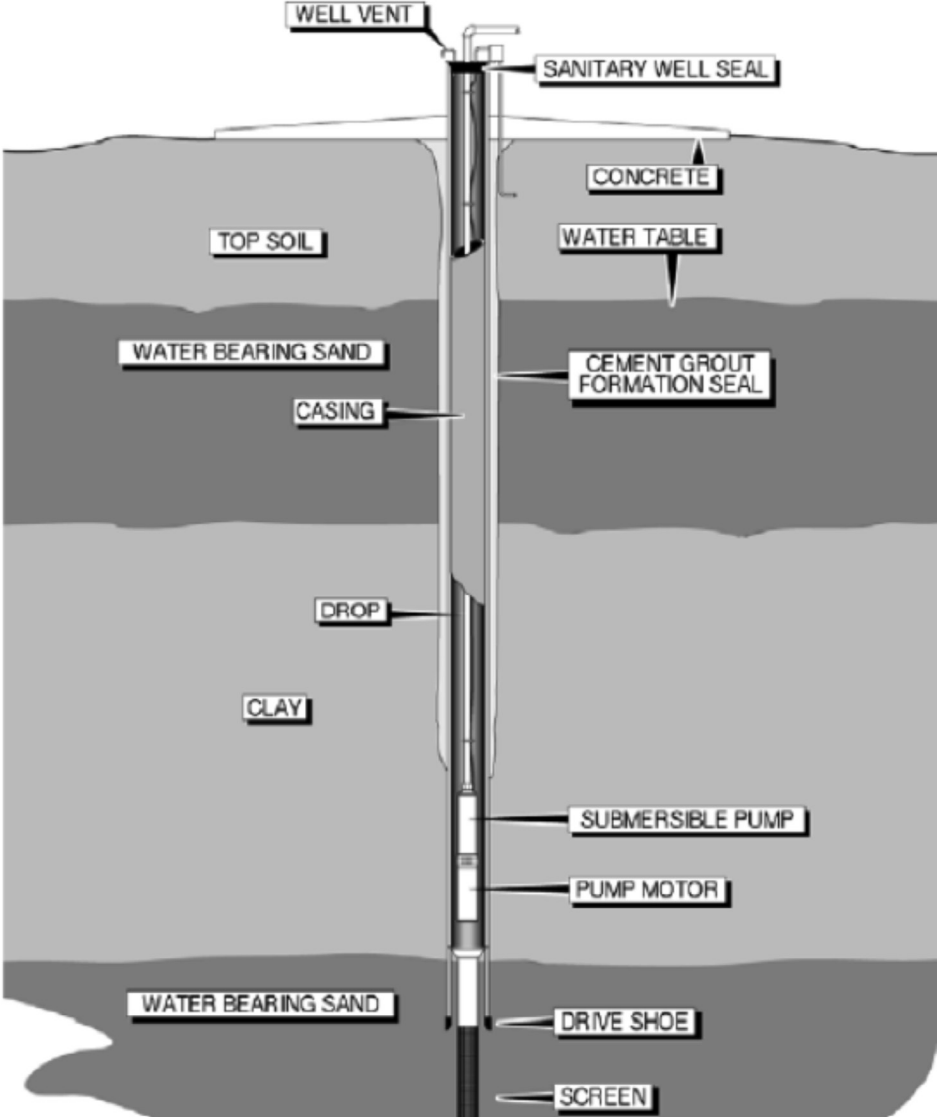 WELL VENT
SANITARY WELL SEAL
CONCRETE
TOP SOIL
WATER TABLE
WATER BEARING SAND
CEMENT GROUT
FORMATION SEAL
CASING
DROP
CLAY
SUBMERSIBLE PUMP
PUMP MOTOR
WATER BEARING SAND
DRIVE SHOE
SCREEN